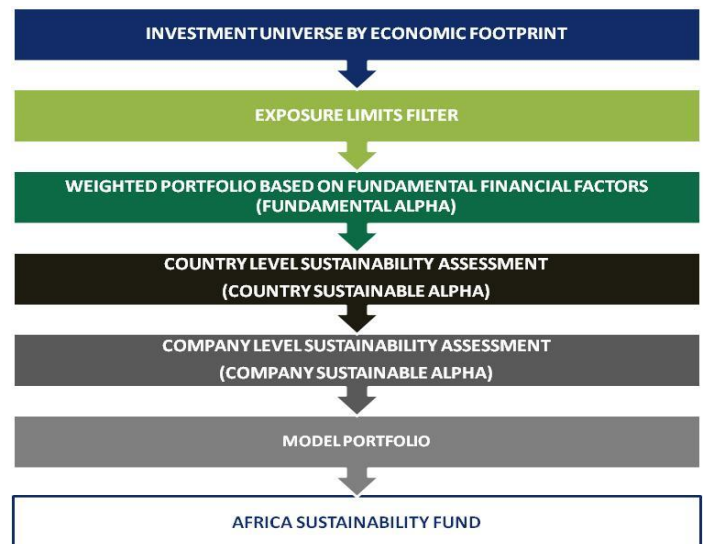 INVESTMENT UNIVERSE BY ECONOMIC FOOTPRINT
EXPOSURE LIMITS FILTER
WEIGHTED PORTFOLIO BASED ON FUNDAMENTAL FINANCIAL FACTORS
(FUNDAMENTAL ALPHA)
COUNTRY LEVEL SUSTAINABILITY ASSESSMENT
(COUNTRY SUSTAINABLE ALPHA)
COMPANY LEVEL SUSTAINABILITY ASSESSMENT
(COMPANY SUSTAINABLE ALPHA)
MODEL PORTFOLIO
AFRICA SUSTAINABILITY FUND